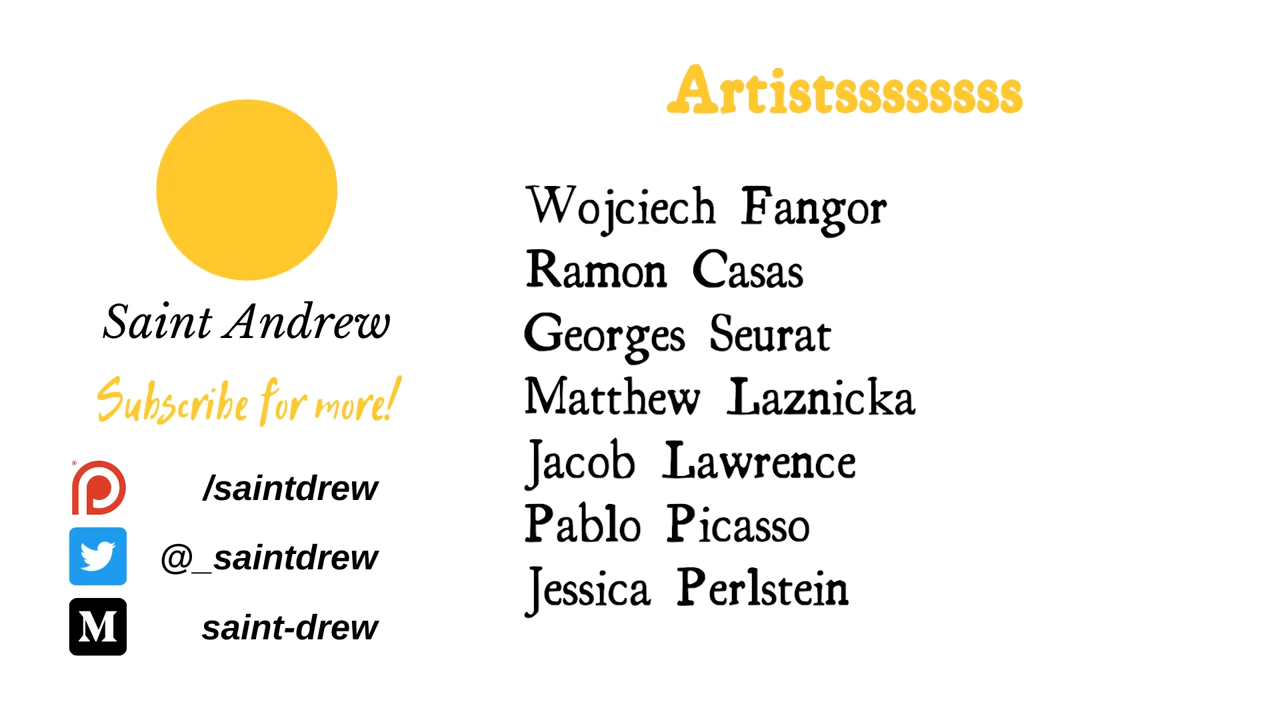 Artistssssssss
Wojciech Fangor
Ramon Casas
Georges Seurat
Matthew Laznicka
Jacob Lawrence
Pablo Picasso
Jessica Perlstein
Saint Andrew
Subscribe for more!
/saintdrew
@_saintdrew
M saint-drew